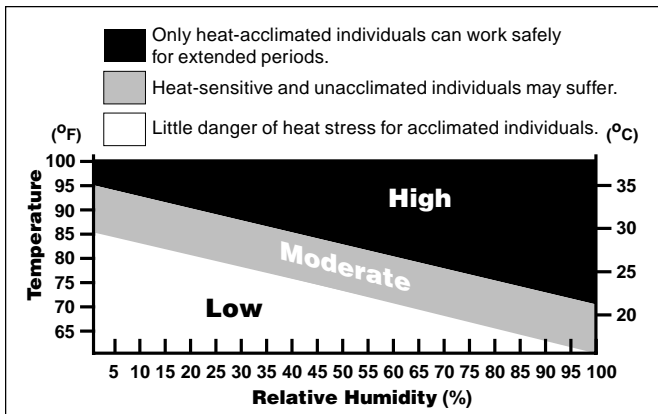 Only heat-acclimated individuals can work safely
for extended periods.
Heat-sensitive and unacclimated individuals may suffer.
(°F)
Little danger of heat stress for acclimated individuals.
(°C)
100
95
90
85
80
75
70
65
Temperature
High
Moderate
Low
35
30
25
20
5 10 15 20 25 30 35 40 45 50 55 60 65 70 75 80 85 90 95 100
Relative Humidity (%)